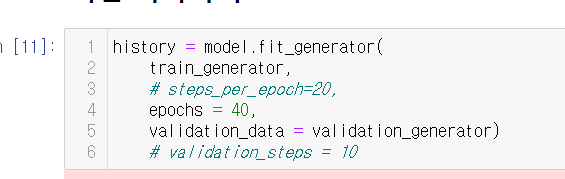 [11]:
1 history = model.fit_generator(
2 train_generator,
3 # steps_per_epoch=20,
4 epochs = 40,
5 validation_data = validation_generator)
6 # validation_steps = 10